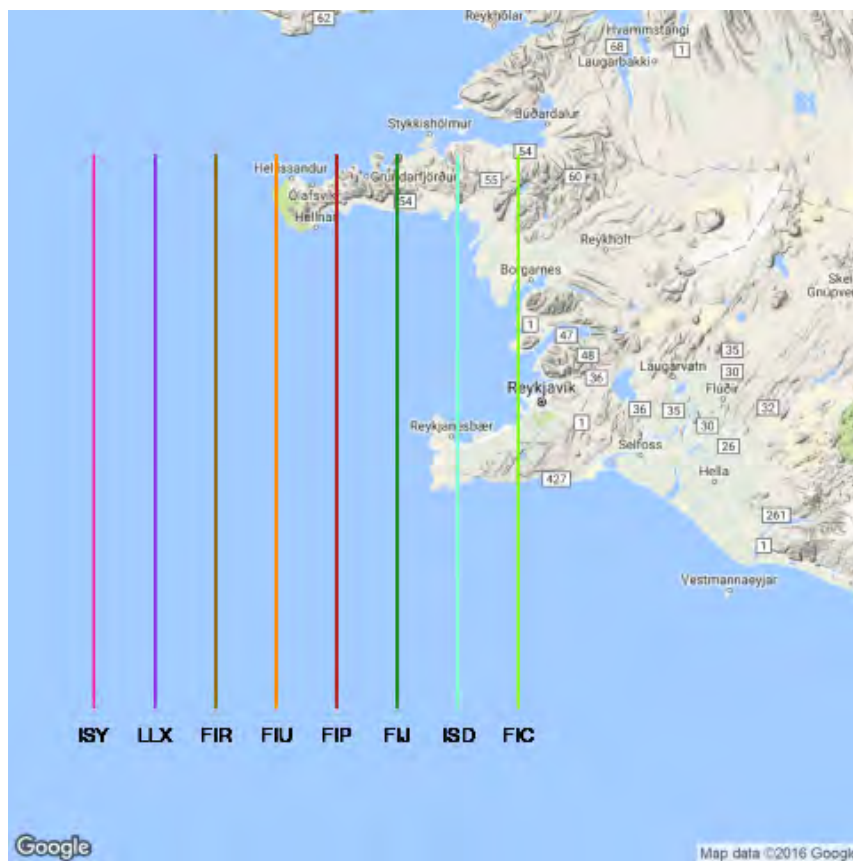 62
Reykhólar
Hvammstangi
68
1
Laugarbakki
Búðardalur
Stykkishólmur
54
Hellissandur
Grundarfjörður
55
60
Ólafsvík
54
Hellnar
Reykholt
Borgarnes
1
47
35
48
Laugarvatn
30
36
Reykjavík
Flúðir
36
35
32
Reykjanesbær
1
30
Selfoss
26
Hella
427
261
1
Vestmannaeyjar
ISY LLX FIR FIU FIP FIJ ISD FIC
Google
Map data ©2016 Google